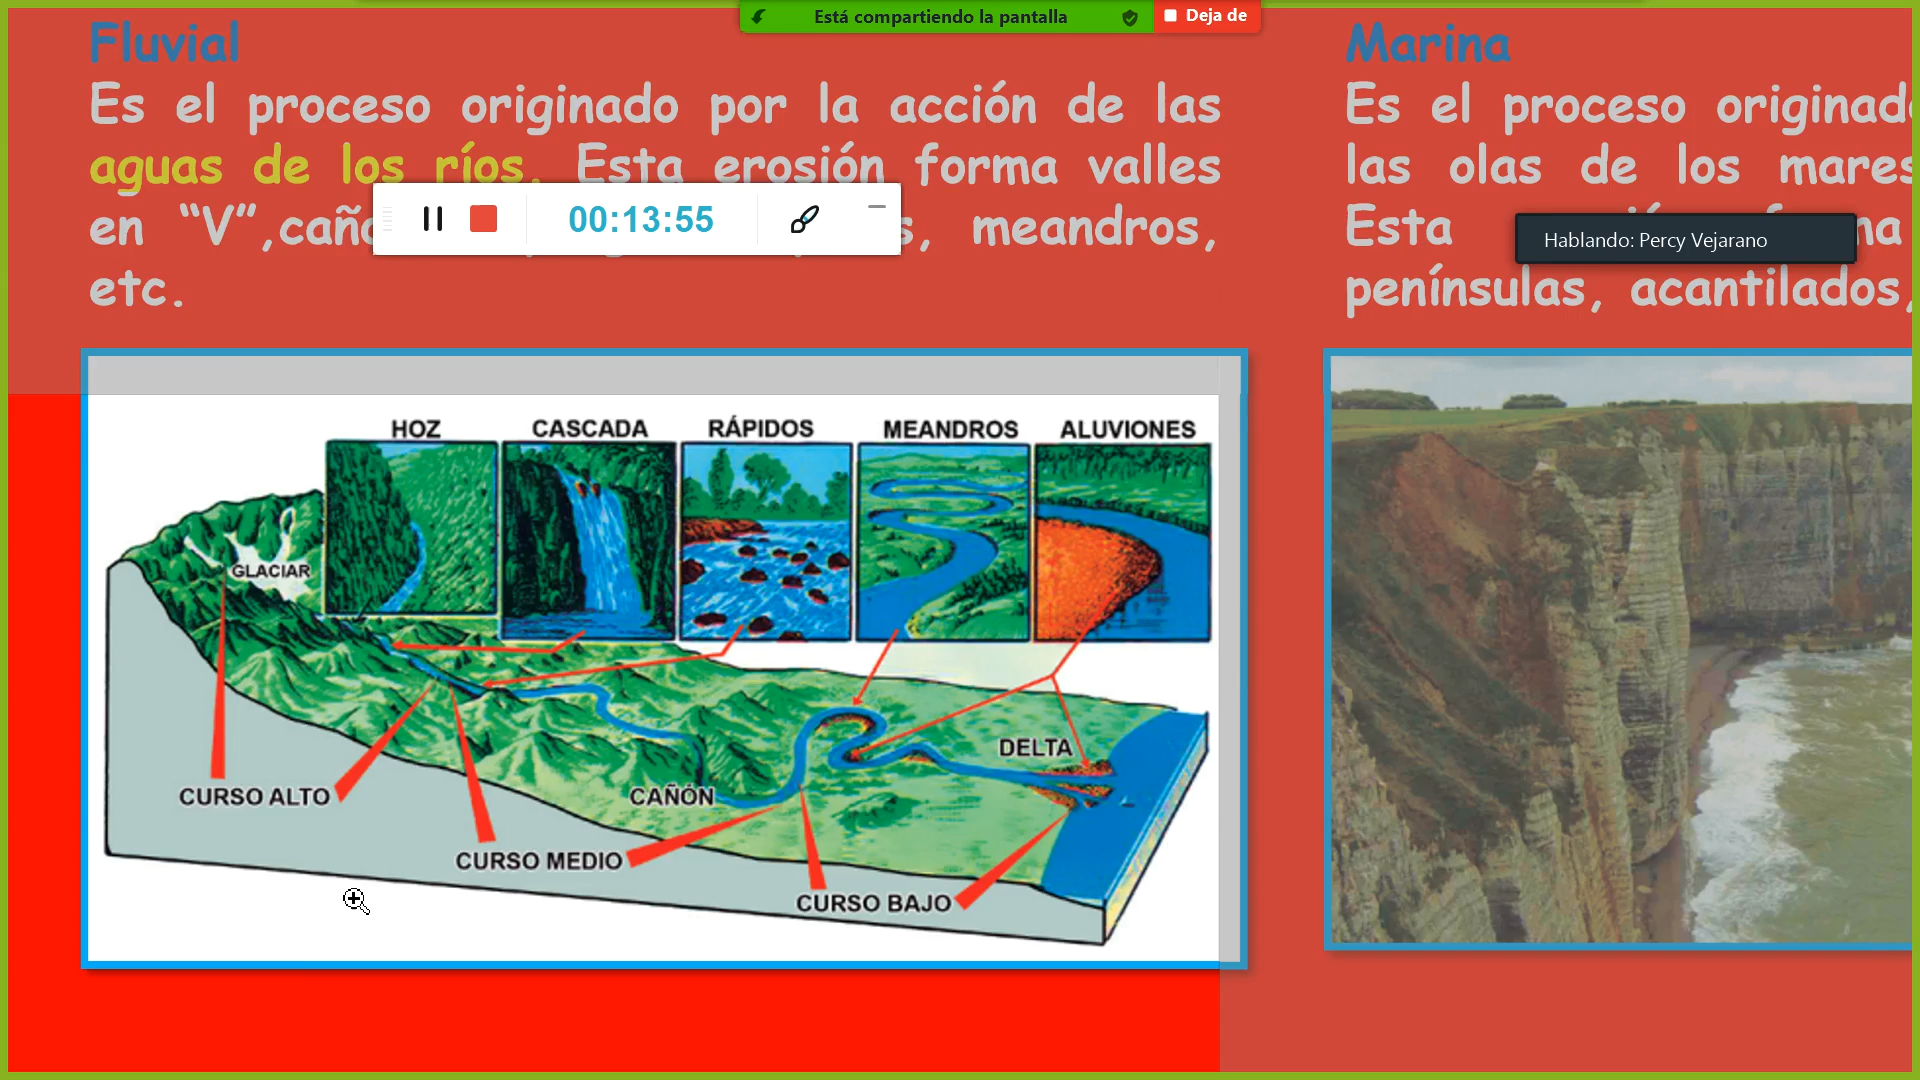 Está compartiendo la pantalla
Deja de
Fluvial
Es el proceso originado por la acción de las
aguas de los ríos. Esta erosión forma valles
en “V”,
meandros,
etc.
00:13:55
Marina
Es el proceso
las olas de los mares
Esta
penínsulas, acantilados,
Hablando: Percy Vejarano
HOZ
CASCADA
RÁPIDOS
MEANDROS
ALUVIONES
GLACIAR
DELTA
CURSO ALTO
CAÑÓN
CURSO MEDIO
CURSO BAJO